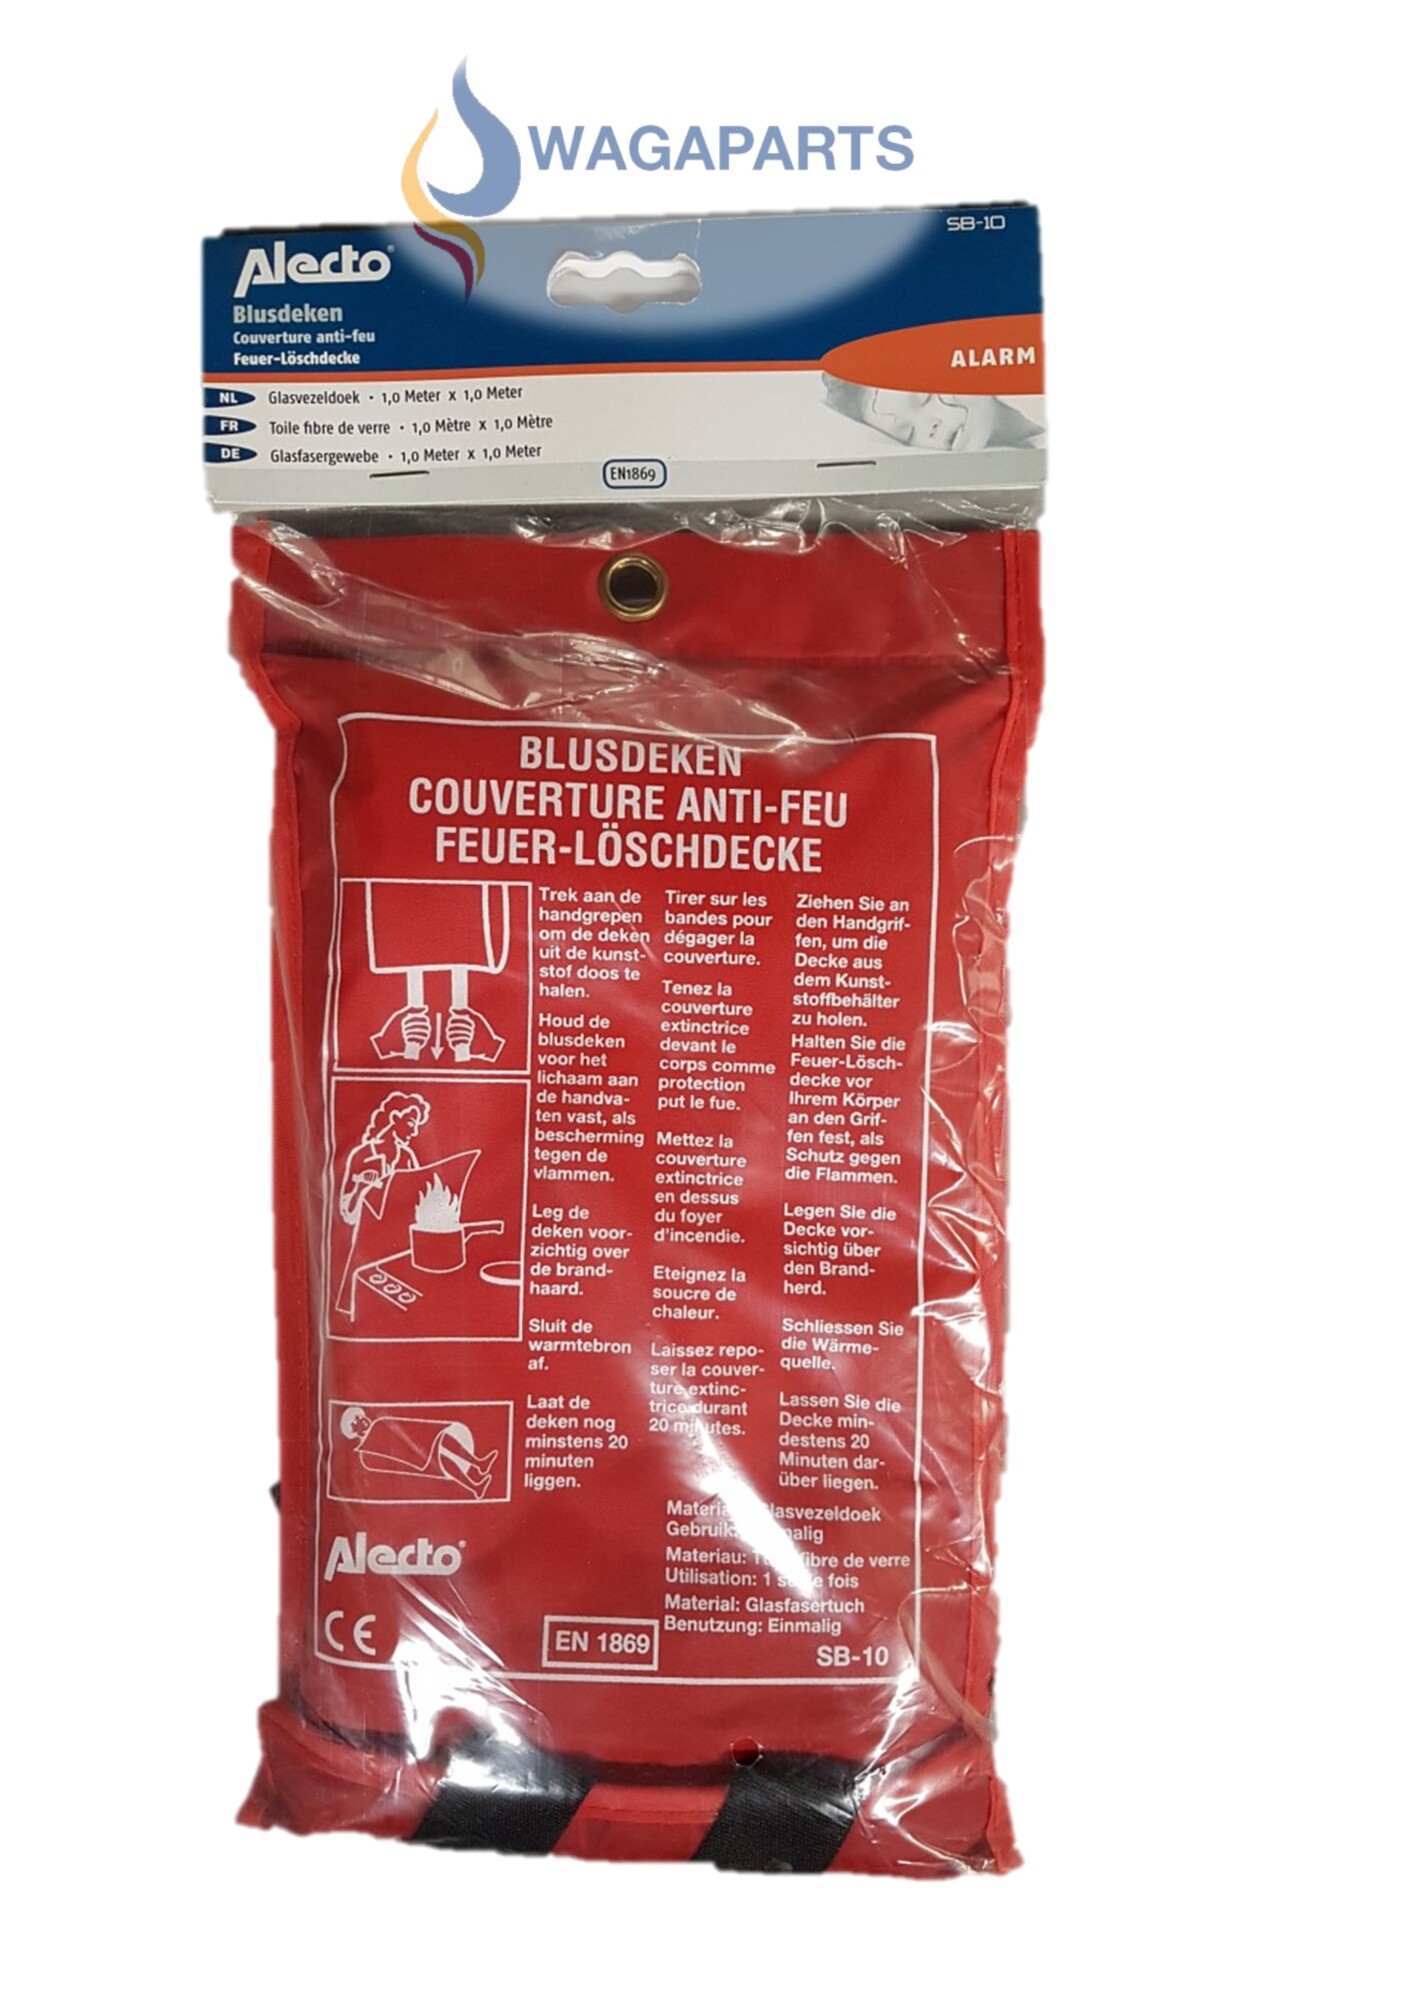 WAGAPARTS
SB-10
Alecto
Blusdeken
Couverture anti-feu
Feuer-Löschdecke
ALARM
NL Glasvezeldoek • 1,0 Meter x 1,0 Meter
FR Toile fibre de verre • 1,0 Mètre x 1,0 Mètre
DE Glasfasergewebe • 1,0 Meter x 1,0 Meter
EN1869
BLUSDEKEN
COUVERTURE ANTI-FEU
FEUER-LÖSCHDECKE
Trek aan de
handgrepen
om de deken
uit de kunst-
stof doos te
halen.
Houd de
blusdeken
voor het
lichaam aan
de handva-
ten vast, als
bescherming
tegen de
vlammen.
Leg de
deken voor-
zichtig over
de brand-
haard.
Sluit de
warmtebron
af.
Laat de
deken nog
minstens 20
minuten
liggen.
Tirer sur les
bandes pour
dégager la
couverture.
Tenez la
couverture
extinctrice
devant le
corps comme
protection
put le fue.
Mettez la
couverture
extinctrice
en dessus
du foyer
d'incendie.
Eteignez la
soucre de
chaleur.
Laissez repo-
ser la couver-
ture extinc-
trice durant
20 minutes.
Ziehen Sie an
den Handgrif-
fen, um die
Decke aus
dem Kunst-
stoffbehälter
zu holen.
Halten Sie die
Feuer-Lösch-
decke vor
Ihrem Körper
an den Grif-
fen fest, als
Schutz gegen
die Flammen.
Legen Sie die
Decke vor-
sichtig über
den Brand-
herd.
Schliessen Sie
die Wärme-
quelle.
Lassen Sie die
Decke min-
destens 20
Minuten dar-
über liegen.
Glasvezeldoek
Gebruik:
Materiau: fibre de verre
Utilisation: 1 seule fois
Material: Glasfasertuch
Benutzung: Einmalig
Alecto
CE
EN 1869
SB-10